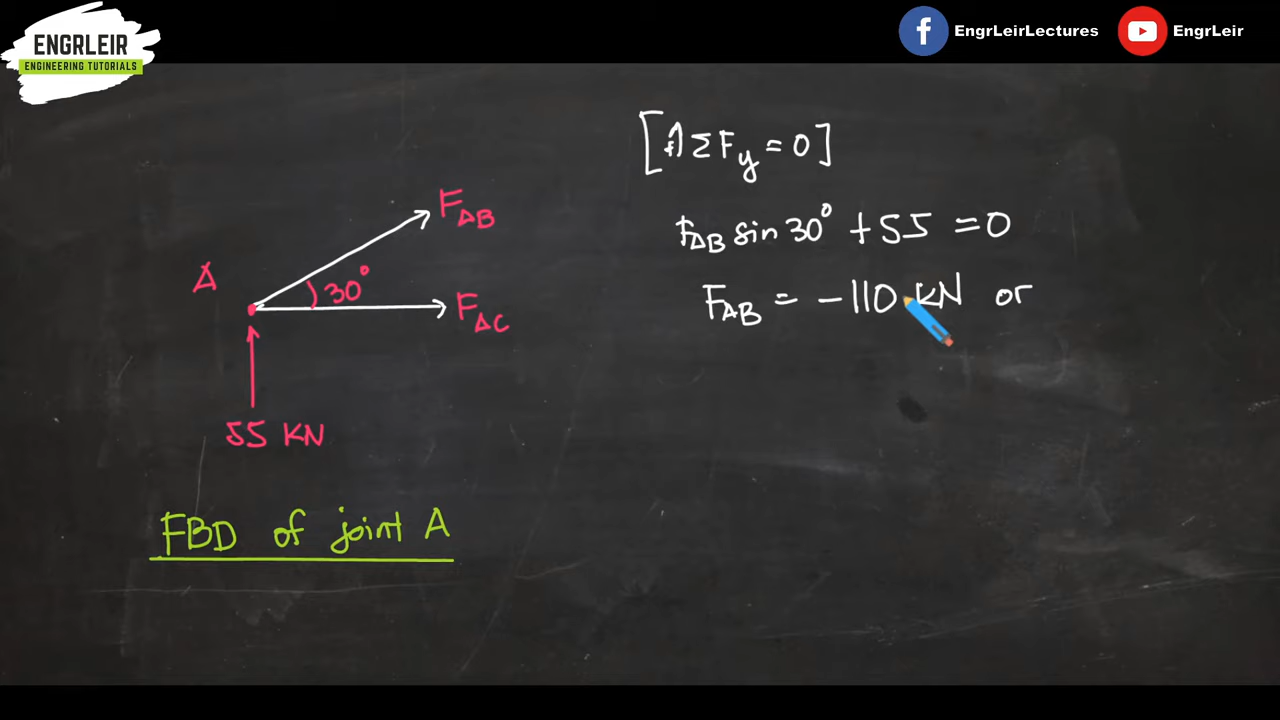 ENGRLEIR
ENGINEERING TUTORIALS
f EngrLeirLectures EngrLeir
[↑ΣFy = 0]
FAB sin 30° + 55 = 0
FAB = -110 KN or
FAB
A
30°
FAC
55 KN
FBD of joint A